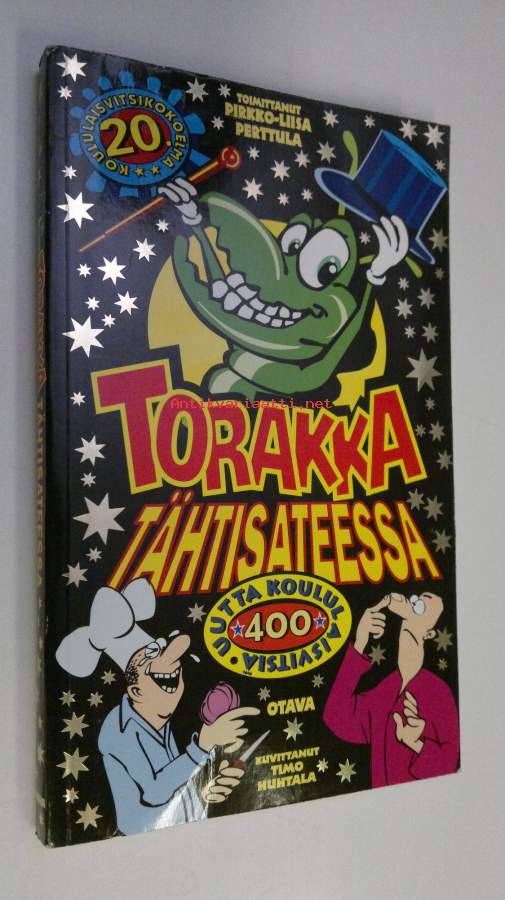 KOULULAISVITSIKOKOELMA
20.
TOIMITTANUT
PIRKKO-LIISA
PERTTULA
TORAKKA
Antikvariaatti.net
TÄHTISATEESSA
UUTTA KOULULAISVITSIÄ
400
OTAVA
KUVITTANUT
TIMO
HUHTALA
TORAKKA TÄHTISATEESSA